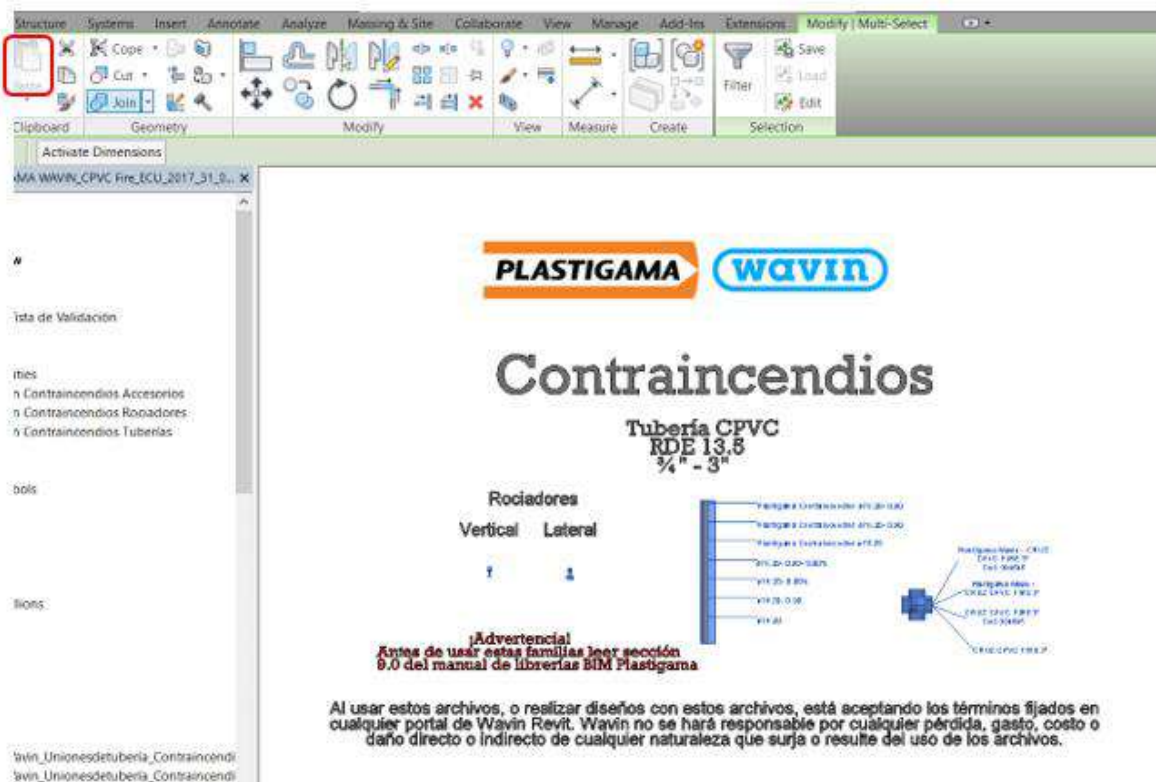 Structure Systems Insert Annotate Analyze Massing & Site Collaborate View Manage Add-Ins Extensions Modify | Multi-Select
Cope Save
Cut Load
Join Filter Edit
Clipboard Geometry Modify View Measure Create Selection
Activate Dimensions
AMA WAVIN_CPVC Fire_ECU_2017_31_0...
PLASTIGAMA wavin
ista de Validación
Contraincendios
n Contraincendios Accesorios
n Contraincendios Rociadores
n Contraincendios Tuberías
Tubería CPVC
RDE 13.5
¾" - 3"
bols
Rociadores
Vertical Lateral
¡Advertencia!
Antes de usar estas familias leer sección
9.0 del manual de librerías BIM Plastigama
Al usar estos archivos, o realizar diseños con estos archivos, está aceptando los términos fijados en
cualquier portal de Wavin Revit. Wavin no se hará responsable por cualquier pérdida, gasto, costo o
daño directo o indirecto de cualquier naturaleza que surja o resulte del uso de los archivos.
Wavin_Unionesdetuberia_Contraincendi
Wavin_Unionesdetuberia_Contraincendi